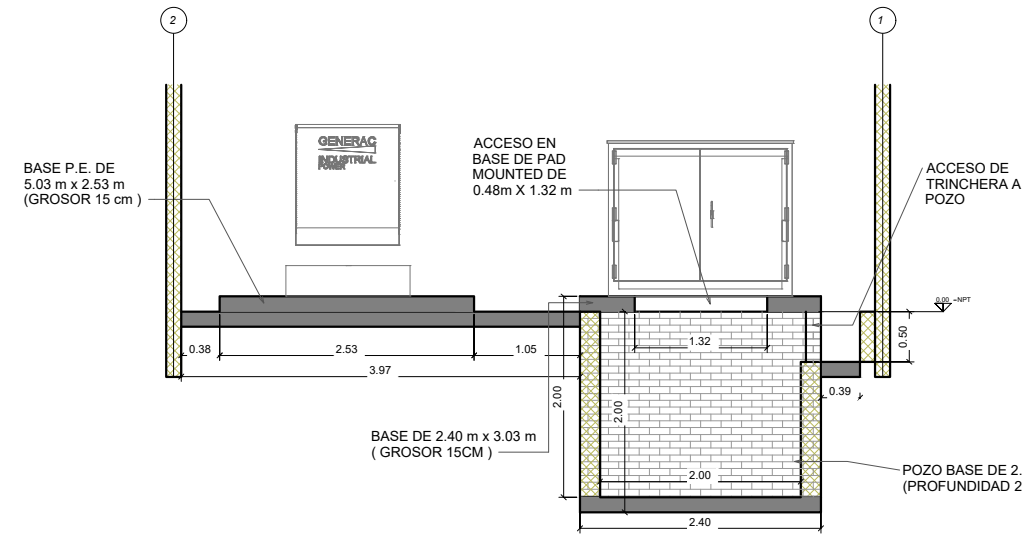 2
1
GENERAC
INDUSTRIAL
POWER
ACCESO EN
BASE DE PAD
MOUNTED DE
0.48m X 1.32 m
BASE P.E. DE
5.03 m x 2.53 m
(GROSOR 15 cm )
ACCESO DE
TRINCHERA A
POZO
0.00 =NPT
0.50
1.32
0.38
2.53
1.05
3.97
0.39
2.00
2.00
BASE DE 2.40 m x 3.03 m
( GROSOR 15CM )
2.00
POZO BASE DE 2.
(PROFUNDIDAD 2
2.40